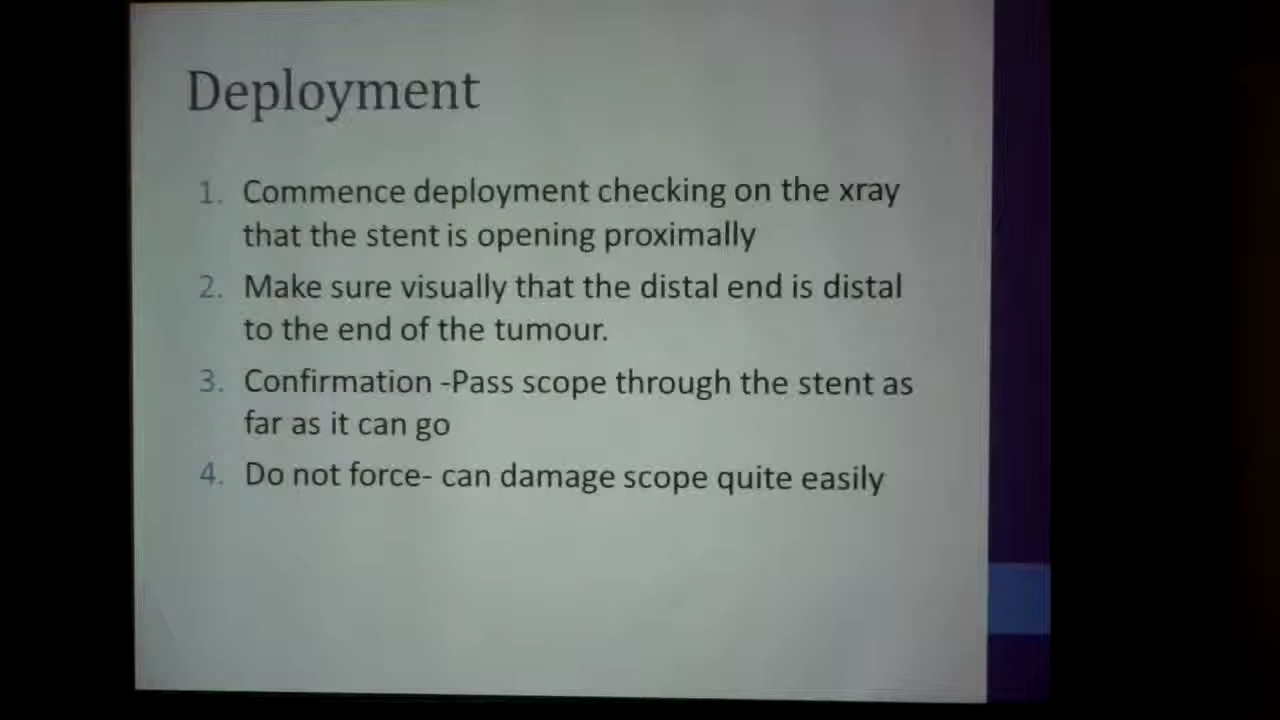 Deployment
1. Commence deployment checking on the xray
that the stent is opening proximally
2. Make sure visually that the distal end is distal
to the end of the tumour.
3. Confirmation -Pass scope through the stent as
far as it can go
4. Do not force- can damage scope quite easily